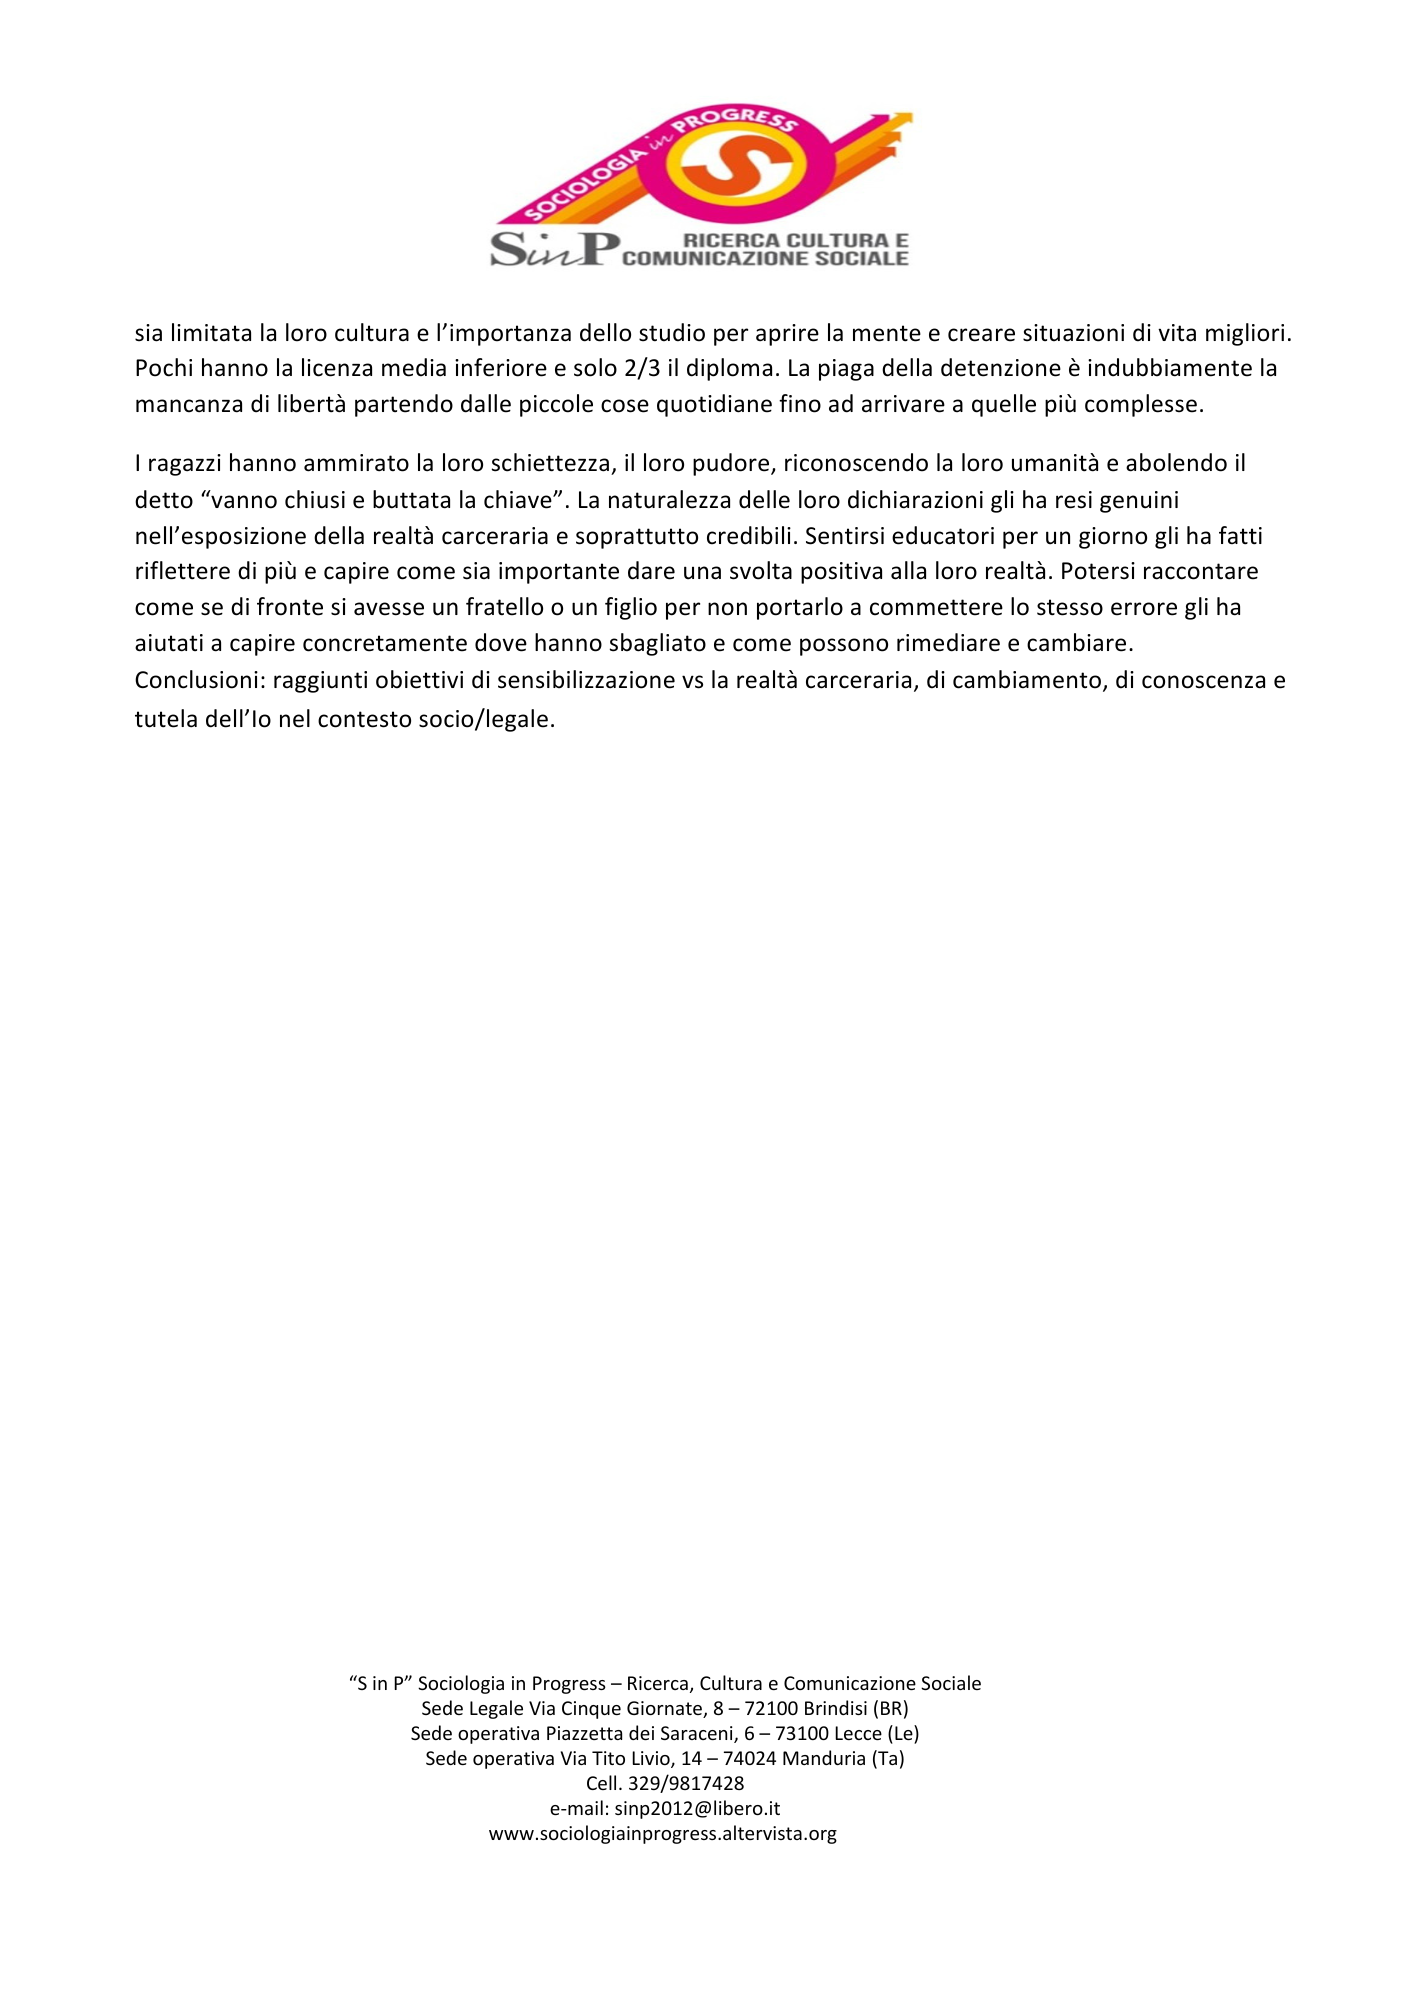 SOCIOLOGIA in PROGRESS
S
SinP RICERCA CULTURA E
COMUNICAZIONE SOCIALE
sia limitata la loro cultura e l’importanza dello studio per aprire la mente e creare situazioni di vita migliori.
Pochi hanno la licenza media inferiore e solo 2/3 il diploma. La piaga della detenzione è indubbiamente la
mancanza di libertà partendo dalle piccole cose quotidiane fino ad arrivare a quelle più complesse.
I ragazzi hanno ammirato la loro schiettezza, il loro pudore, riconoscendo la loro umanità e abolendo il
detto “vanno chiusi e buttata la chiave”. La naturalezza delle loro dichiarazioni gli ha resi genuini
nell’esposizione della realtà carceraria e soprattutto credibili. Sentirsi educatori per un giorno gli ha fatti
riflettere di più e capire come sia importante dare una svolta positiva alla loro realtà. Potersi raccontare
come se di fronte si avesse un fratello o un figlio per non portarlo a commettere lo stesso errore gli ha
aiutati a capire concretamente dove hanno sbagliato e come possono rimediare e cambiare.
Conclusioni: raggiunti obiettivi di sensibilizzazione vs la realtà carceraria, di cambiamento, di conoscenza e
tutela dell’Io nel contesto socio/legale.
“S in P” Sociologia in Progress – Ricerca, Cultura e Comunicazione Sociale
Sede Legale Via Cinque Giornate, 8 – 72100 Brindisi (BR)
Sede operativa Piazzetta dei Saraceni, 6 – 73100 Lecce (Le)
Sede operativa Via Tito Livio, 14 – 74024 Manduria (Ta)
Cell. 329/9817428
e-mail: sinp2012@libero.it
www.sociologiainprogress.altervista.org